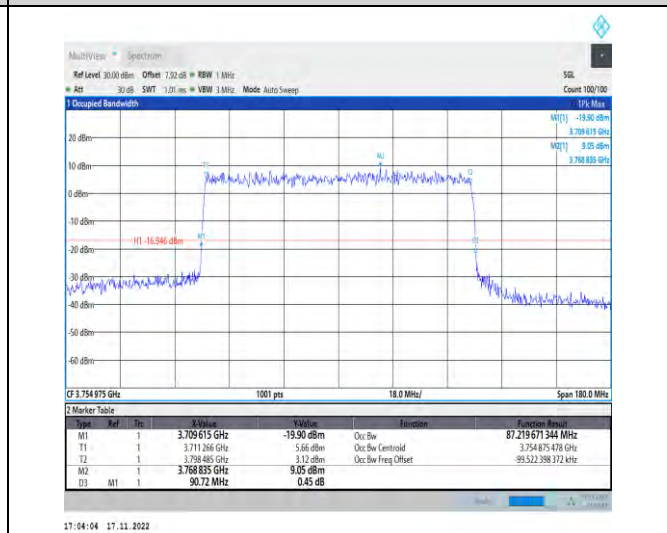 MultiView Spectrum
Ref Level 30.00 dBm Offset 7.92 dB RBW 1 MHz SGL
Att 30 dB SWT 1.01 ms VBW 3 MHz Mode Auto Sweep Count 100/100
1 Occupied Bandwidth 1Pk Max
M1[1] -19.90 dBm
3.709 615 GHz
M2[1] 9.05 dBm
3.768 835 GHz
20 dBm
10 dBm
M2
T1
T2
0 dBm
-10 dBm
H1 -16.946 dBm
M1
D3
-20 dBm
-30 dBm
-40 dBm
-50 dBm
-60 dBm
CF 3.754 975 GHz 1001 pts 18.0 MHz/ Span 180.0 MHz
2 Marker Table
Type Ref Trc X-Value Y-Value Function Function Result
M1 1 3.709 615 GHz -19.90 dBm Occ Bw 87.219 671 344 MHz
T1 1 3.711 266 GHz 5.66 dBm Occ Bw Centroid 3.754 875 478 GHz
T2 1 3.798 485 GHz 3.12 dBm Occ Bw Freq Offset -99.522 398 372 kHz
M2 1 3.768 835 GHz 9.05 dBm
D3 M1 1 90.72 MHz 0.45 dB
17:04:04 17.11.2022